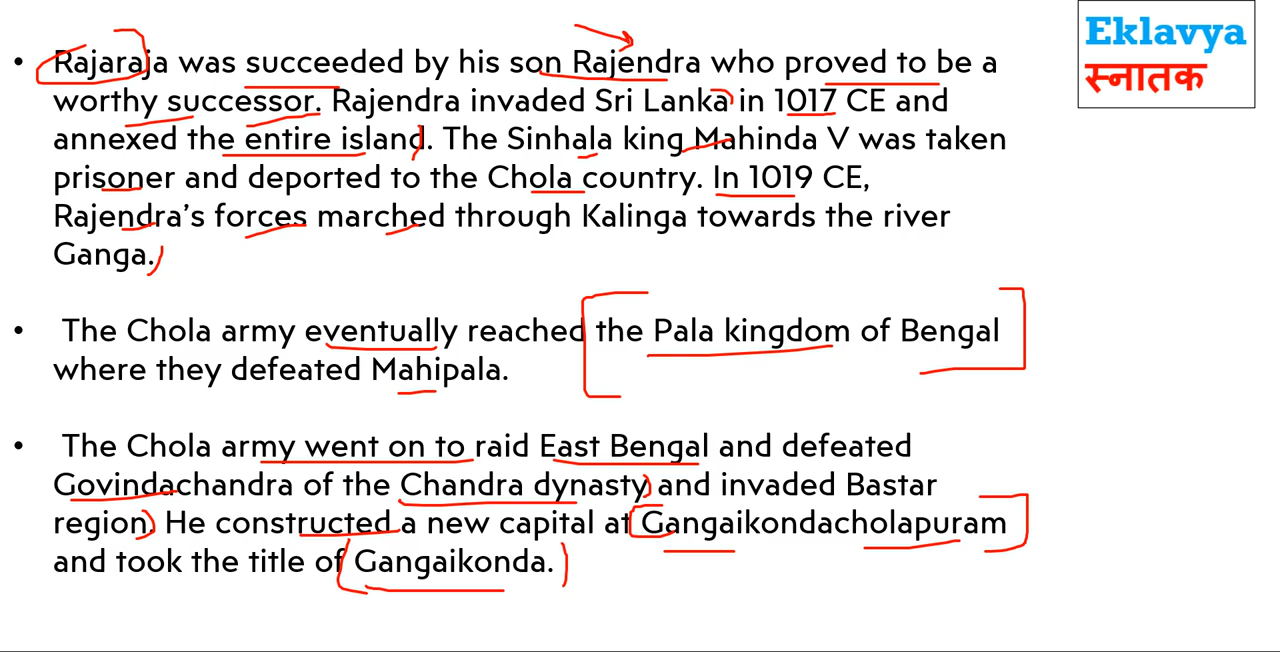 Eklavya
स्नातक
• Rajaraja was succeeded by his son Rajendra who proved to be a
worthy successor. Rajendra invaded Sri Lanka in 1017 CE and
annexed the entire island. The Sinhala king Mahinda V was taken
prisoner and deported to the Chola country. In 1019 CE,
Rajendra’s forces marched through Kalinga towards the river
Ganga.
• The Chola army eventually reached the Pala kingdom of Bengal
where they defeated Mahipala.
• The Chola army went on to raid East Bengal and defeated
Govindachandra of the Chandra dynasty and invaded Bastar
region. He constructed a new capital at Gangaikondacholapuram
and took the title of Gangaikonda.